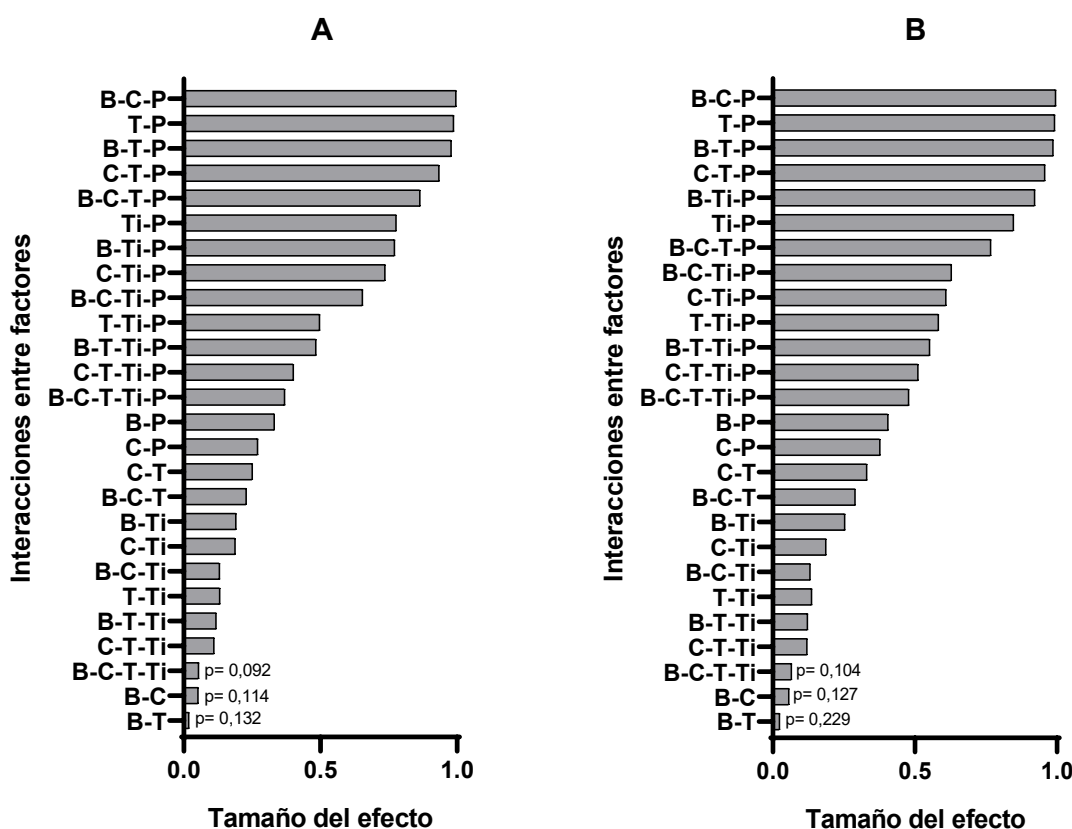 A
Interacciones entre factores
B-C-P
T-P
B-T-P
C-T-P
B-C-T-P
Ti-P
B-Ti-P
C-Ti-P
B-C-Ti-P
T-Ti-P
B-T-Ti-P
C-T-Ti-P
B-C-T-Ti-P
B-P
C-P
C-T
B-C-T
B-Ti
C-Ti
B-C-Ti
T-Ti
B-T-Ti
C-T-Ti
B-C-T-Ti p= 0,092
B-C p= 0,114
B-T p= 0,132
0.0 0.5 1.0
Tamaño del efecto
B
Interacciones entre factores
B-C-P
T-P
B-T-P
C-T-P
B-Ti-P
Ti-P
B-C-T-P
B-C-Ti-P
C-Ti-P
T-Ti-P
B-T-Ti-P
C-T-Ti-P
B-C-T-Ti-P
B-P
C-P
C-T
B-C-T
B-Ti
C-Ti
B-C-Ti
T-Ti
B-T-Ti
C-T-Ti
B-C-T-Ti p= 0,104
B-C p= 0,127
B-T p= 0,229
0.0 0.5 1.0
Tamaño del efecto